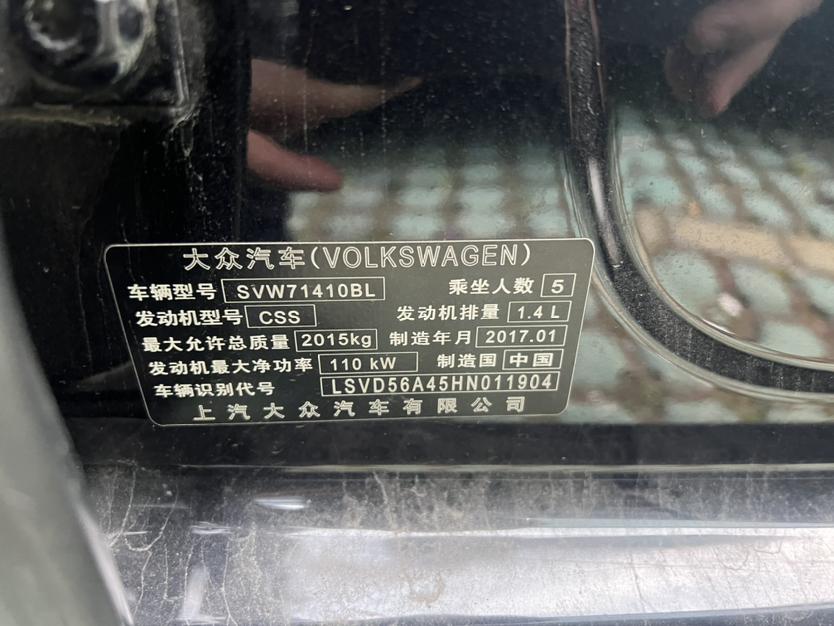 大众汽车(VOLKSWAGEN)
车辆型号 SVW71410BL 乘坐人数 5
发动机型号 CSS 发动机排量 1.4 L
最大允许总质量 2015kg 制造年月 2017.01
发动机最大净功率 110 kW 制造国 中国
车辆识别代号 LSVD56A45HN011904
上汽大众汽车有限公司